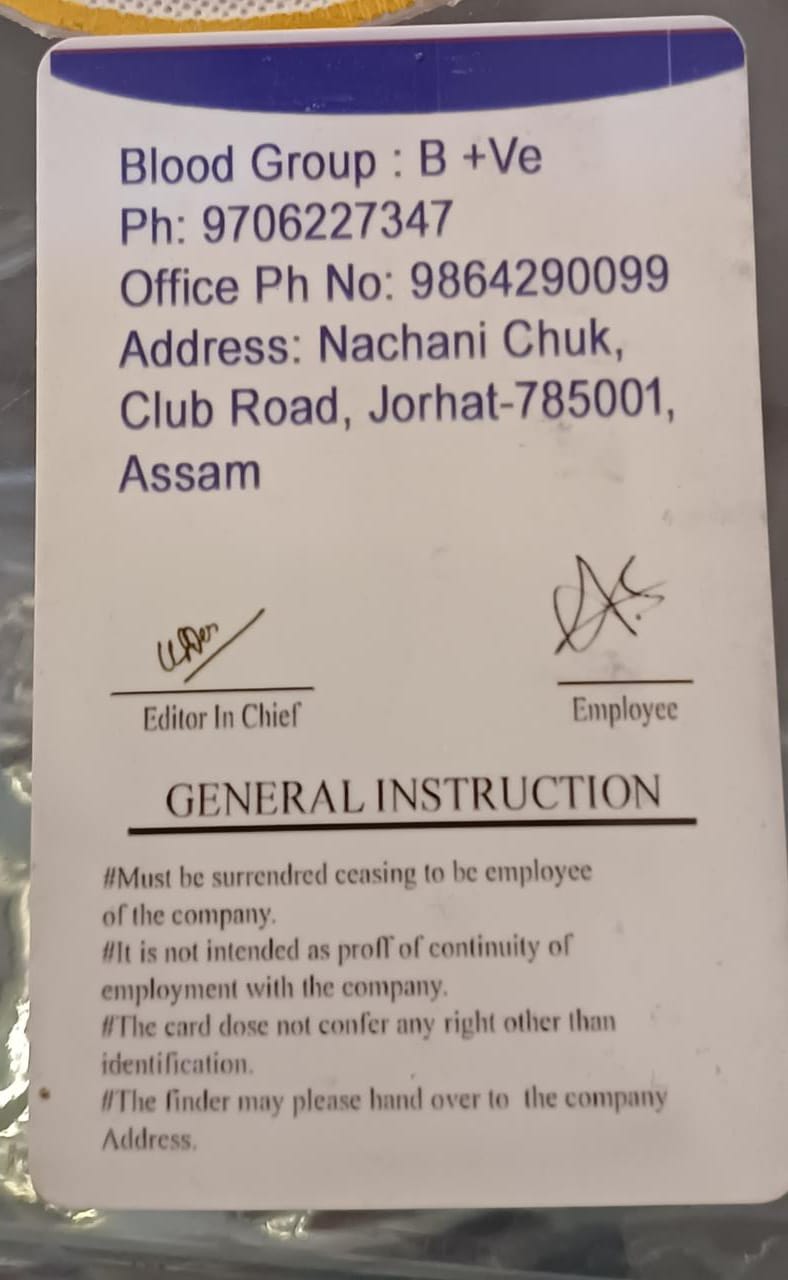 Blood Group : B +Ve
Ph: 9706227347
Office Ph No: 9864290099
Address: Nachani Chuk,
Club Road, Jorhat-785001,
Assam
Editor In Chief
Employee
GENERAL INSTRUCTION
#Must be surrendred ceasing to be employee
of the company.
#It is not intended as proff of continuity of
employment with the company.
#The card dose not confer any right other than
identification.
#The finder may please hand over to the company
Address.